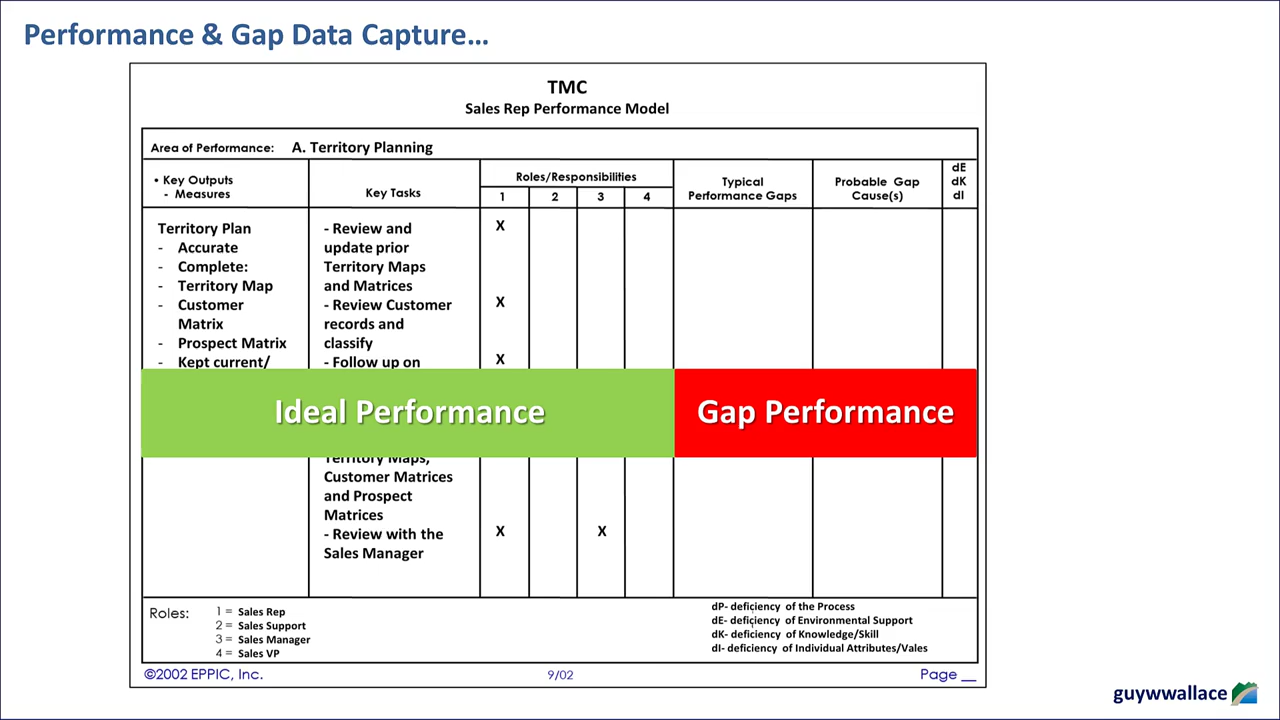 Performance & Gap Data Capture...
TMC
Sales Rep Performance Model
Area of Performance: A. Territory Planning
• Key Outputs
- Measures
Key Tasks
Roles/Responsibilities
1 2 3 4
Typical
Performance Gaps
Probable Gap
Cause(s)
dE
dK
dI
Territory Plan
- Accurate
- Complete:
- Territory Map
- Customer
Matrix
- Prospect Matrix
- Kept current/
- Review and
update prior
Territory Maps
and Matrices
- Review Customer
records and
classify
- Follow up on
X
X
X
Ideal Performance
Gap Performance
Territory Maps,
Customer Matrices
and Prospect
Matrices
- Review with the
Sales Manager
X X
Roles:
1 = Sales Rep
2 = Sales Support
3 = Sales Manager
4 = Sales VP
dP- deficiency of the Process
dE- deficiency of Environmental Support
dK- deficiency of Knowledge/Skill
dI- deficiency of Individual Attributes/Vales
©2002 EPPIC, Inc.
9/02
Page __
guywwallace